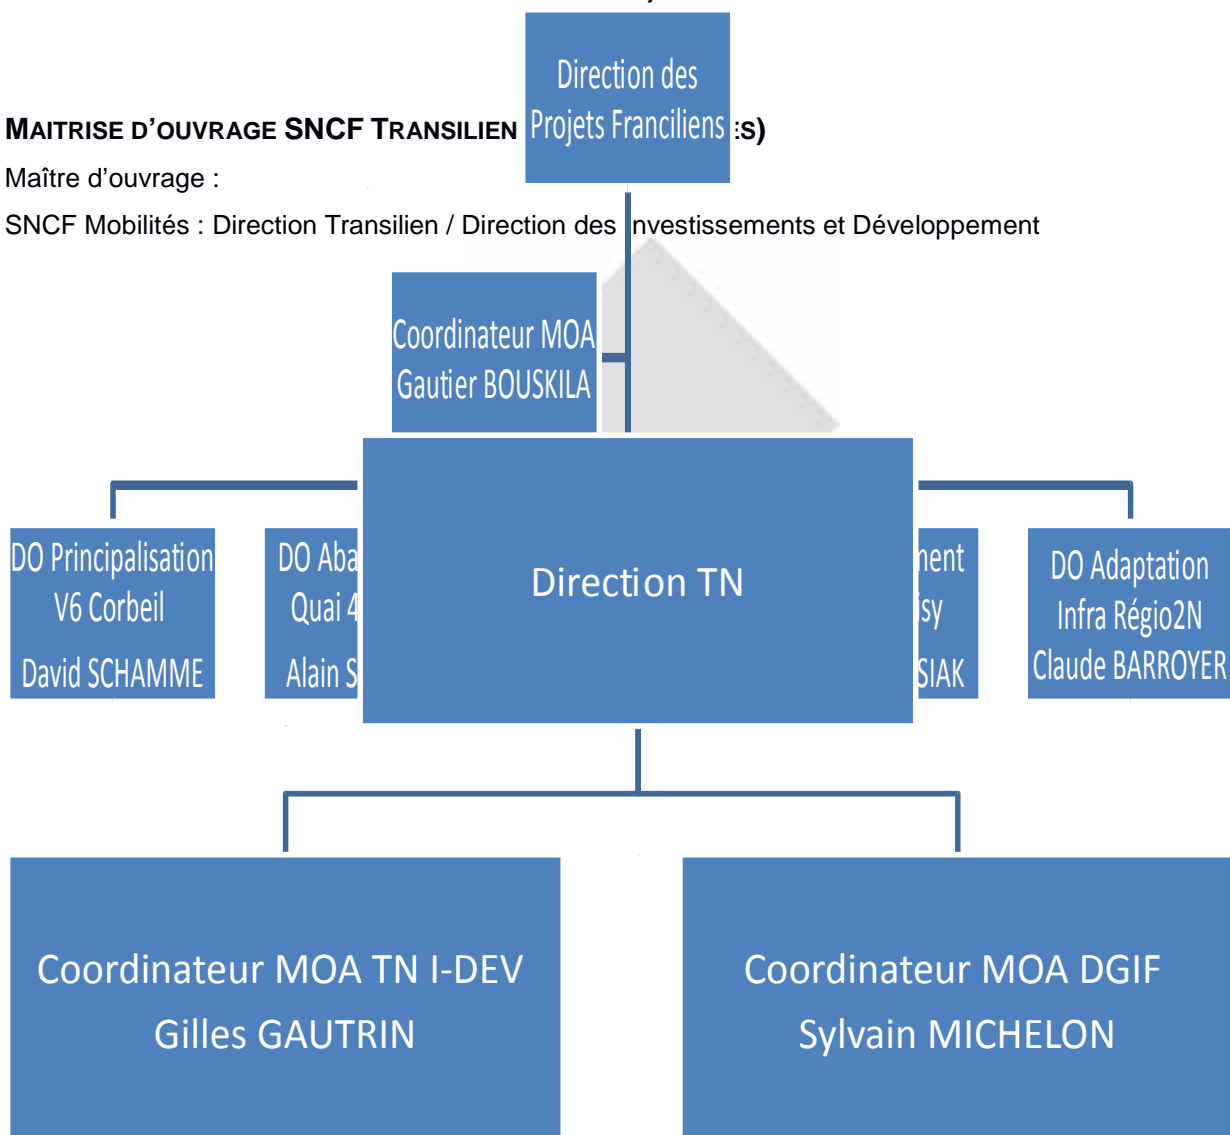 Direction des
Projets Franciliens
MAITRISE D'OUVRAGE SNCF TRANSILIEN
Maître d'ouvrage :
SNCF Mobilités : Direction Transilien / Direction des nvestissements et Développement
Coordinateur MOA
Gautier BOUSKILA
DO Principalisation
V6 Corbeil
David SCHAMME
DO Aba
Quai 4
Alain S
Direction TN
SIAK
DO Adaptation
Infra Régio2N
Claude BARROYER
Coordinateur MOA TN I-DEV
Gilles GAUTRIN
Coordinateur MOA DGIF
Sylvain MICHELON